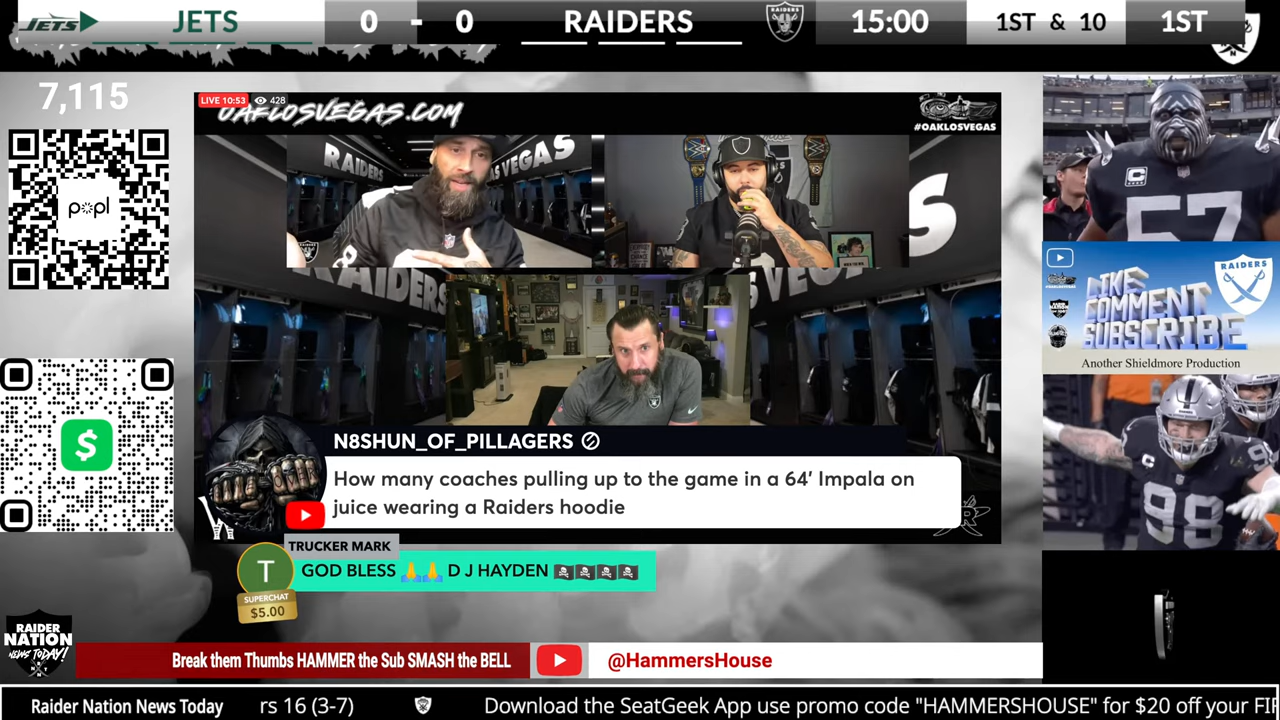 JETS
JETS
0 - 0
RAIDERS
15:00
1ST & 10
1ST
7,115
popl
LIVE 10:53
428
OAKLOSVEGAS.COM
#OAKLOSVEGAS
RAIDERS
AS VEGAS
S
C
57
RAIDERS
VEGA
RAIDERS
LIKE
COMMENT
SUBSCRIBE
Another Shieldmore Production
C
98
$
N8SHUN_OF_PILLAGERS
How many coaches pulling up to the game in a 64’ Impala on
juice wearing a Raiders hoodie
TRUCKER MARK
T
GOD BLESS 🙏🙏 D J HAYDEN 🏴‍☠️🏴‍☠️🏴‍☠️🏴‍☠️
SUPERCHAT
$5.00
RAIDER
NATION
NEWS TODAY!
Break them Thumbs HAMMER the Sub SMASH the BELL
@HammersHouse
Raider Nation News Today
rs 16 (3-7)
Download the SeatGeek App use promo code "HAMMERSHOUSE" for $20 off your FI